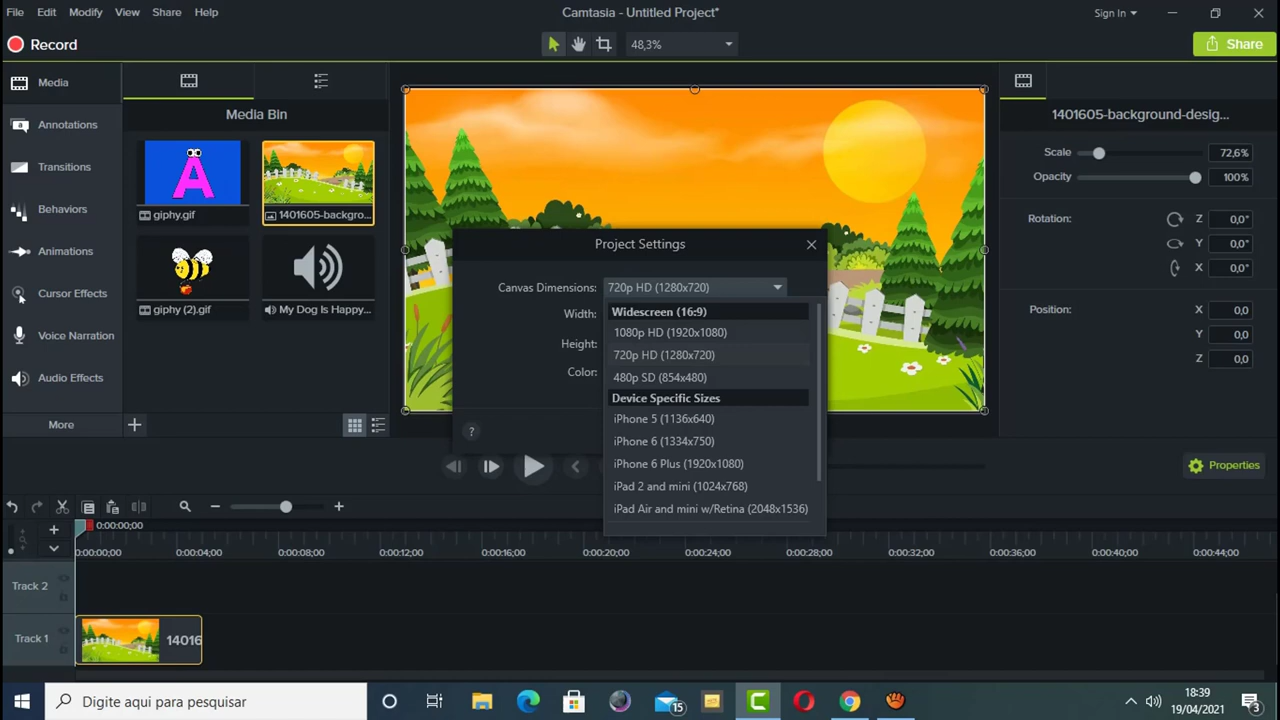 File Edit Modify View Share Help
Camtasia - Untitled Project*
Sign In
Record
48,3%
Share
Media
Annotations
Transitions
Behaviors
Animations
Cursor Effects
Voice Narration
Audio Effects
More
Media Bin
A
giphy.gif
1401605-backgro...
giphy (2).gif
My Dog Is Happy...
1401605-background-desig...
Scale 72,6%
Opacity 100%
Rotation: Z 0,0°
Y 0,0°
X 0,0°
Position: X 0,0
Y 0,0
Z 0,0
Properties
Project Settings
Canvas Dimensions: 720p HD (1280x720)
Width:
Height:
Color:
?
Widescreen (16:9)
1080p HD (1920x1080)
720p HD (1280x720)
480p SD (854x480)
Device Specific Sizes
iPhone 5 (1136x640)
iPhone 6 (1334x750)
iPhone 6 Plus (1920x1080)
iPad 2 and mini (1024x768)
iPad Air and mini w/Retina (2048x1536)
0:00:00;00
0:00:00;00 0:00:04;00 0:00:08;00 0:00:12;00 0:00:16;00 0:00:20;00 0:00:24;00 0:00:28;00 0:00:32;00 0:00:36;00 0:00:40;00 0:00:44;00
Track 2
Track 1
14016
Digite aqui para pesquisar
15
18:39
19/04/2021
3